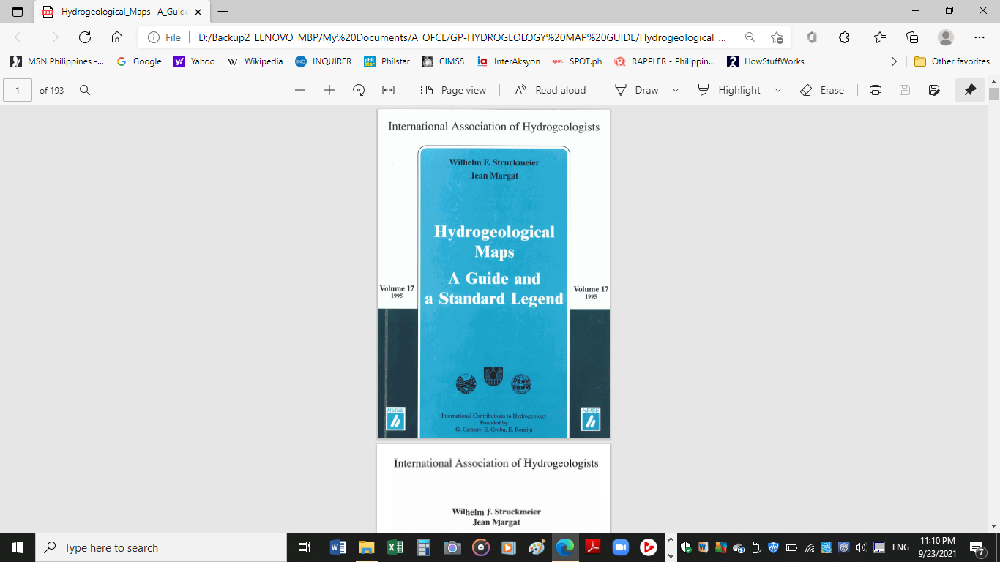 Hydrogeological_Maps--A_Guide
File
D:/Backup2_LENOVO_MBP/My%20Documents/A_OFCL/GP-HYDROGEOLOGY%20MAP%20GUIDE/Hydrogeological_...
MSN Philippines -...
Google
Yahoo
Wikipedia
INQUIRER
Philstar
CIMSS
InterAksyon
SPOT.ph
RAPPLER - Philippin...
HowStuffWorks
Other favorites
1 of 193
Page view
Read aloud
Draw
Highlight
Erase
International Association of Hydrogeologists
Wilhelm F. Struckmeier
Jean Margat
Hydrogeological
Maps
A Guide and
a Standard Legend
Volume 17
1995
Volume 17
1995
HEISE
HEISE
International Contributions to Hydrogeology
Founded by
G. Castany, E. Groba, E. Romijn
International Association of Hydrogeologists
Wilhelm F. Struckmeier
Jean Margat
Type here to search
ENG
11:10 PM
9/23/2021
7